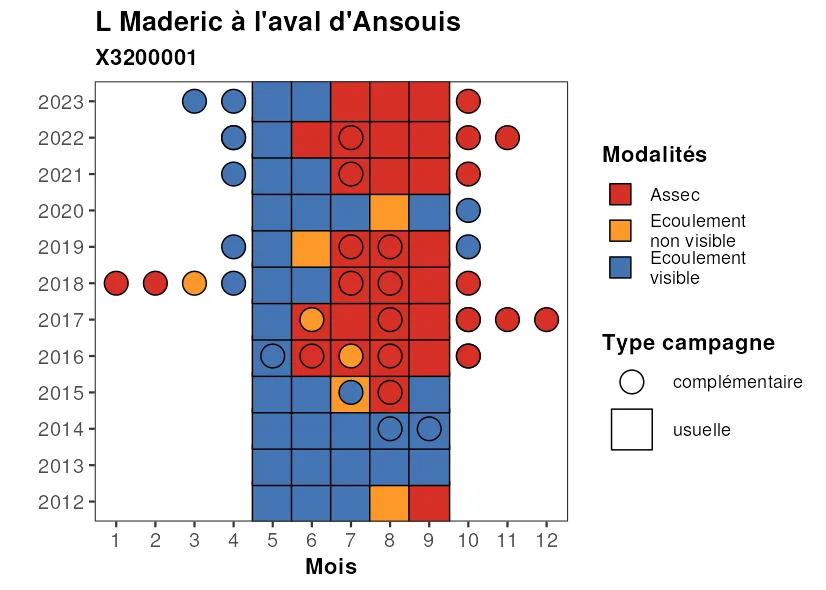 L Maderic à l'aval d'Ansouis
X3200001
2023
2022
2021
2020
2019
2018
2017
2016
2015
2014
2013
2012
1 2 3 4 5 6 7 8 9 10 11 12
Mois
Modalités
Assec
Ecoulement
non visible
Ecoulement
visible
Type campagne
complémentaire
usuelle